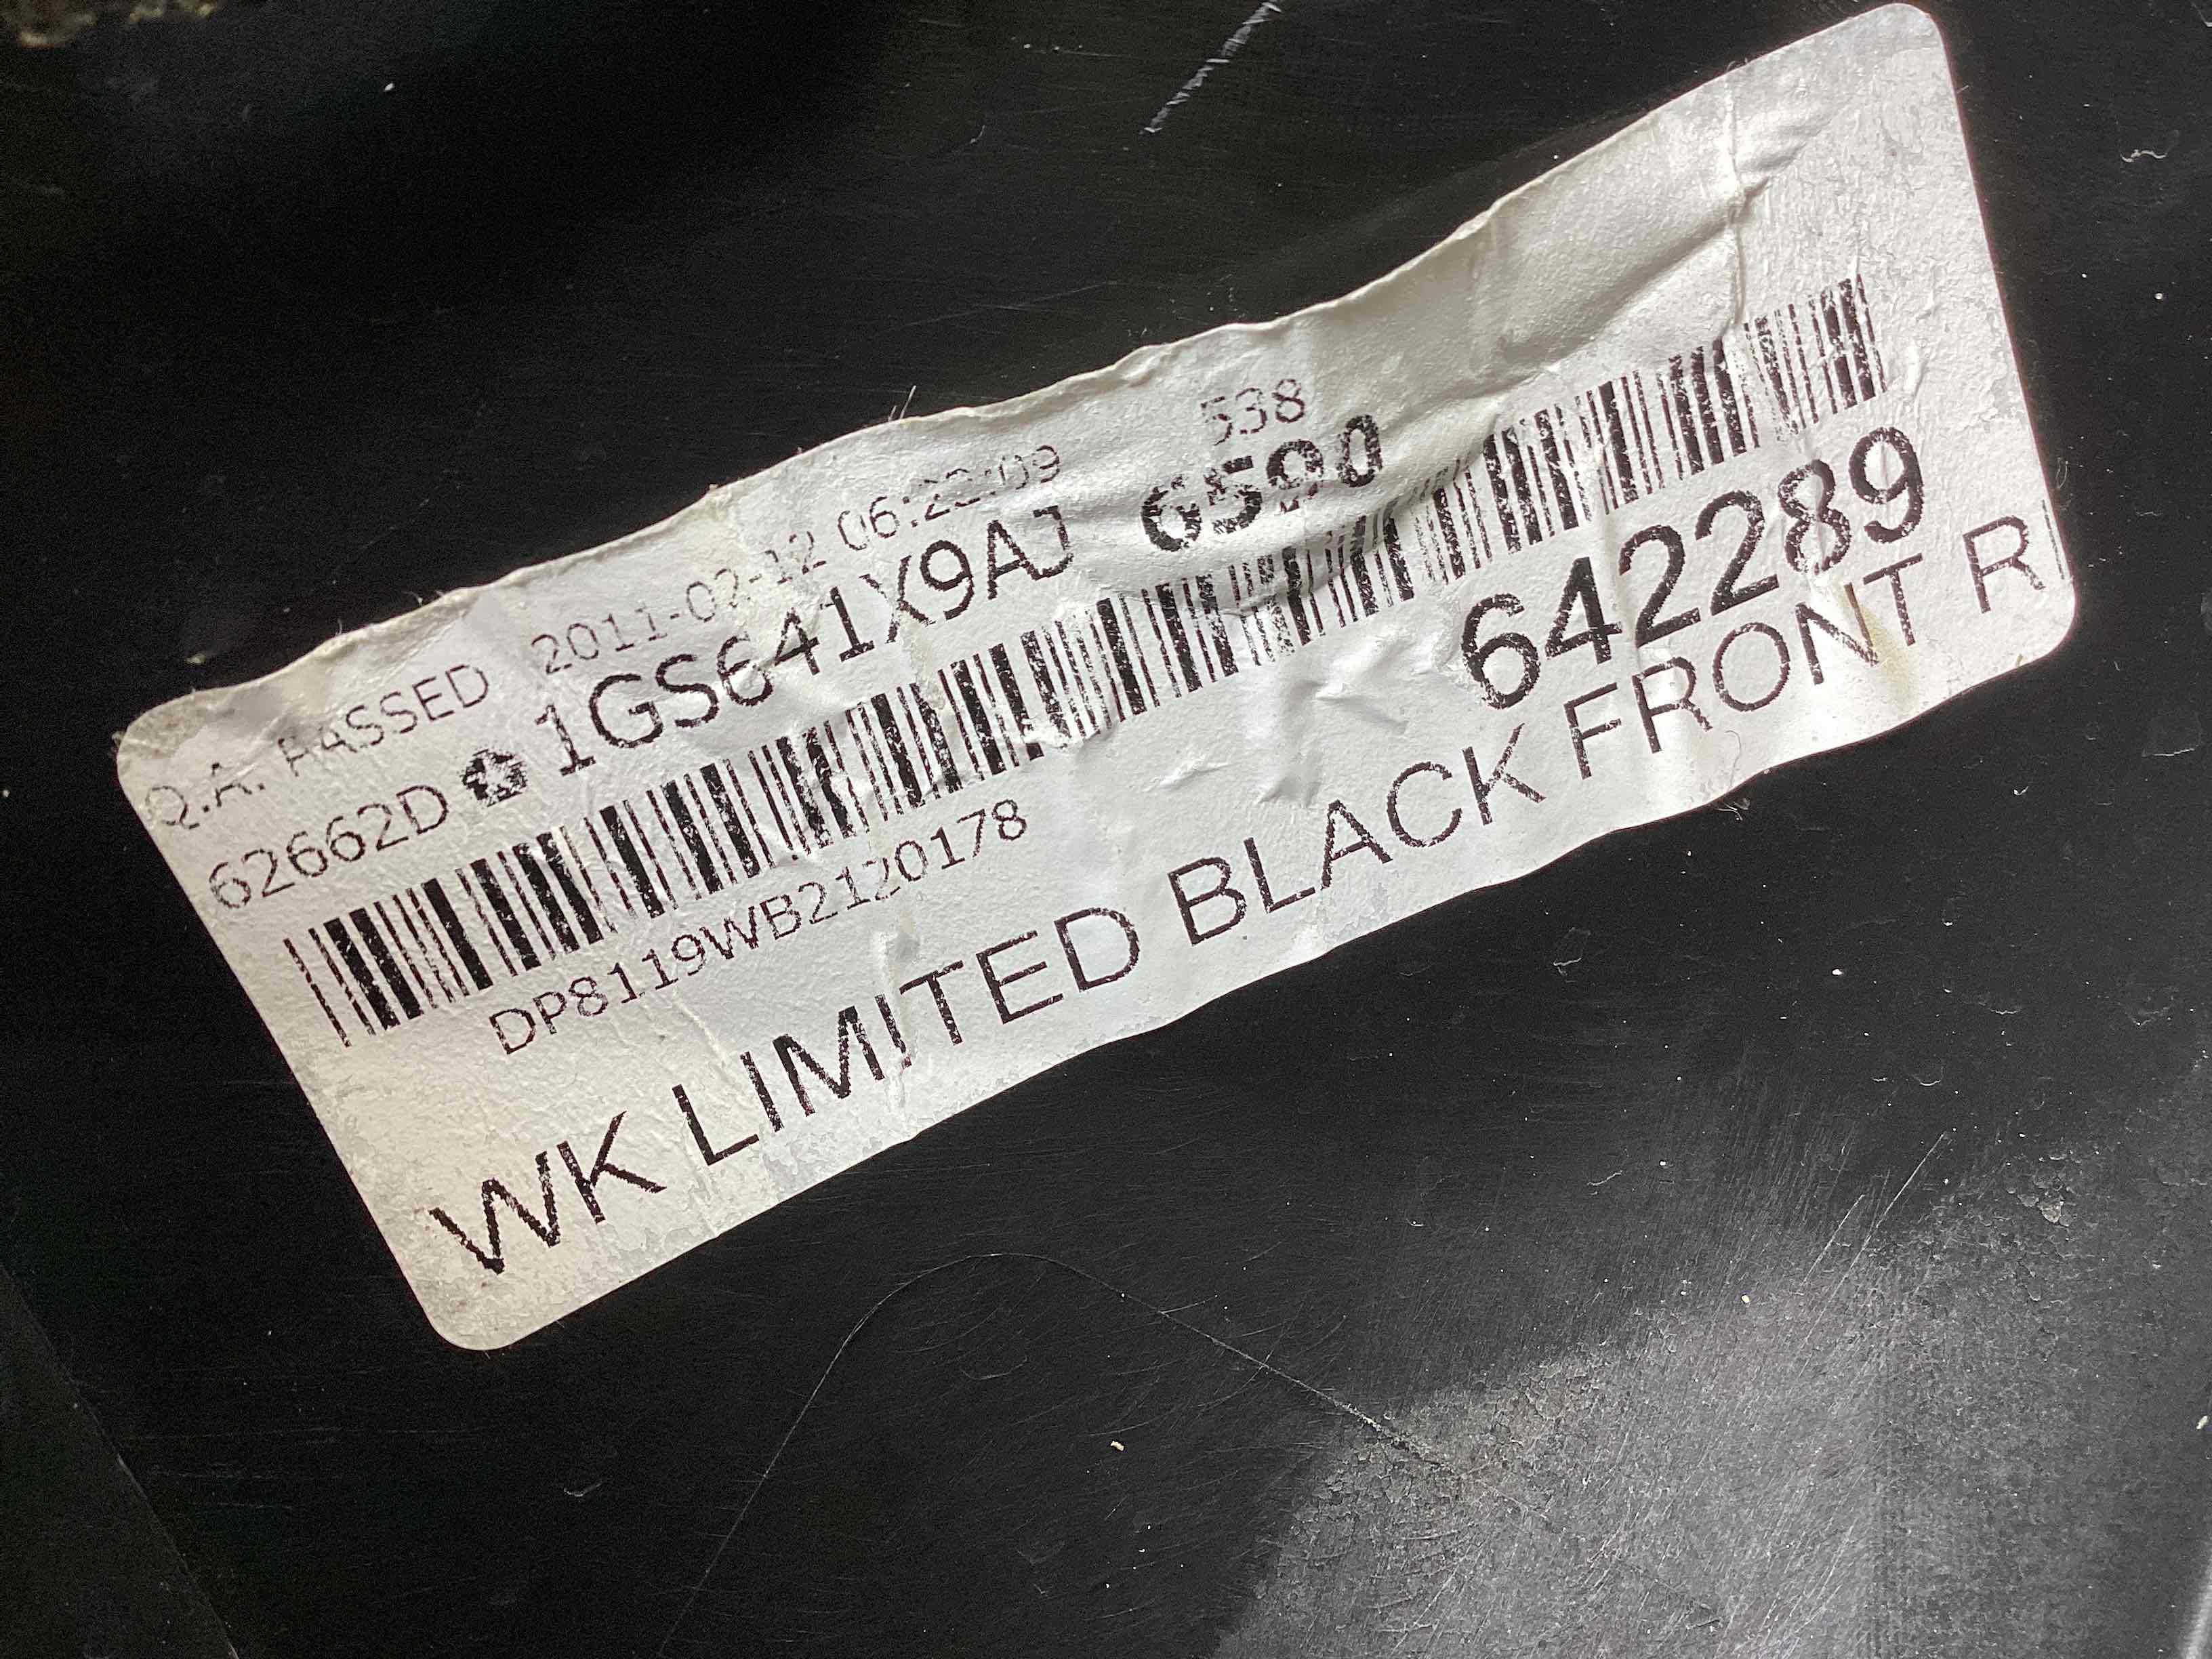 538
Q.A. PASSED 2011-02-12 06:22:09
62662D 1GS641X9AJ 6590
DP8119WB2120178 642289
WK LIMITED BLACK FRONT R